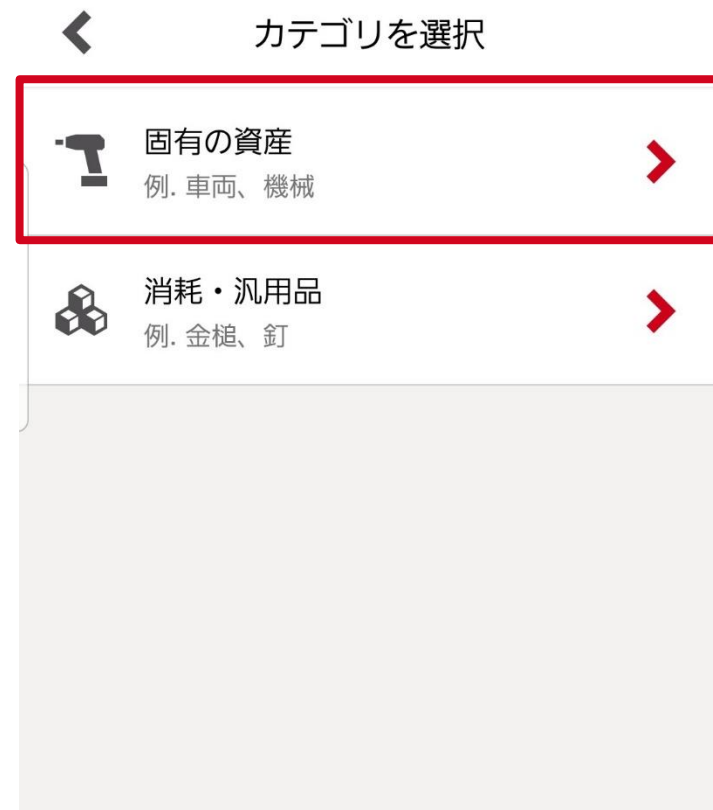 カテゴリを選択
固有の資産
例. 車両、機械
消耗・汎用品
例. 金槌、釘